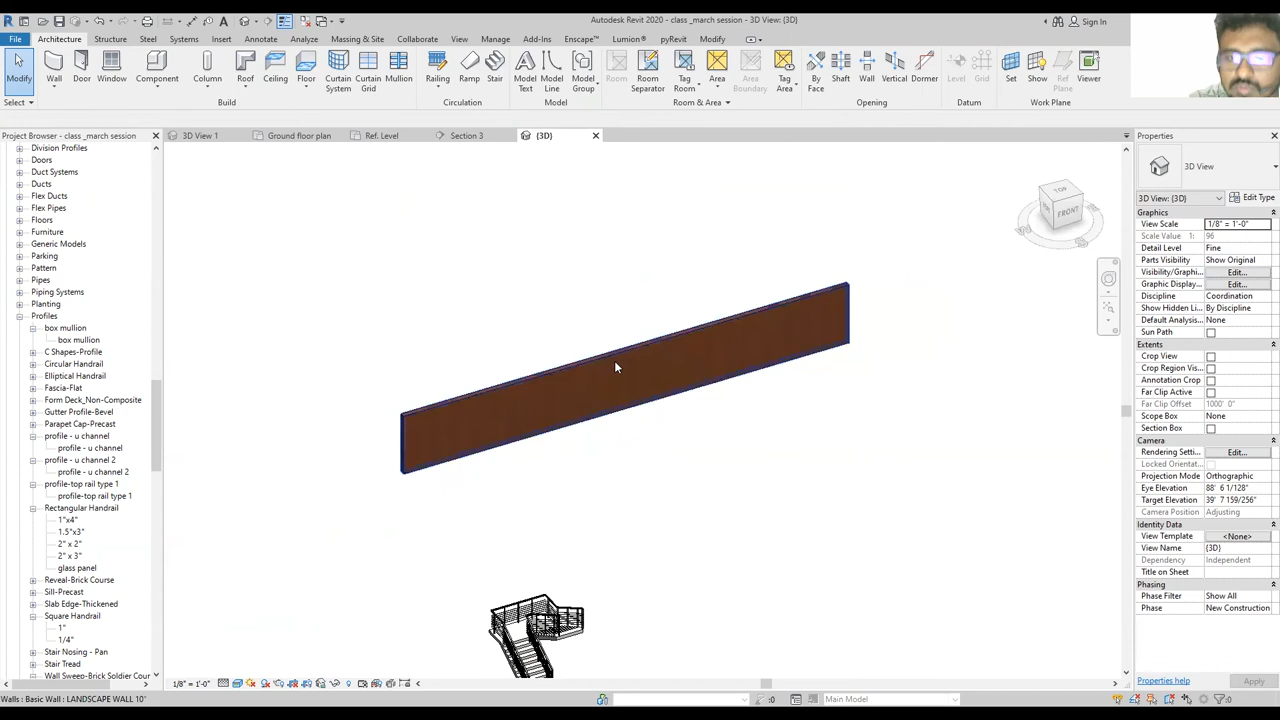 Autodesk Revit 2020 - class _march session - 3D View: {3D}
Sign In
File Architecture Structure Steel Systems Insert Annotate Analyze Massing & Site Collaborate View Manage Add-Ins Enscape™ Lumion® pyRevit Modify
Modify Wall Door Window Component Column Roof Ceiling Floor Curtain System Curtain Grid Mullion Railing Ramp Stair Model Text Model Line Model Group Room Room Separator Tag Room Area Area Boundary Tag Area By Face Shaft Wall Vertical Dormer Level Grid Set Show Ref Plane Viewer
Select Build Circulation Model Room & Area Opening Datum Work Plane
Project Browser - class _march session
3D View 1 Ground floor plan Ref. Level Section 3 {3D}
Properties
Division Profiles
Doors
Duct Systems
Ducts
Flex Ducts
Flex Pipes
Floors
Furniture
Generic Models
Parking
Pattern
Pipes
Piping Systems
Planting
Profiles
box mullion
box mullion
C Shapes-Profile
Circular Handrail
Elliptical Handrail
Fascia-Flat
Form Deck_Non-Composite
Gutter Profile-Bevel
Parapet Cap-Precast
profile - u channel
profile - u channel
profile - u channel 2
profile - u channel 2
profile-top rail type 1
profile-top rail type 1
Rectangular Handrail
1"x4"
1.5"x3"
2" x 2"
2" x 3"
glass panel
Reveal-Brick Course
Sill-Precast
Slab Edge-Thickened
Square Handrail
1"
1/4"
Stair Nosing - Pan
Stair Tread
Wall Sweep-Brick Soldier Cour
TOP
FRONT
3D View
3D View: {3D} Edit Type
Graphics
View Scale 1/8" = 1'-0"
Scale Value 1: 96
Detail Level Fine
Parts Visibility Show Original
Visibility/Graphi... Edit...
Graphic Display... Edit...
Discipline Coordination
Show Hidden Li... By Discipline
Default Analysis... None
Sun Path
Extents
Crop View
Crop Region Vis...
Annotation Crop
Far Clip Active
Far Clip Offset 1000' 0"
Scope Box None
Section Box
Camera
Rendering Setti... Edit...
Locked Orientat...
Projection Mode Orthographic
Eye Elevation 88' 6 1/128"
Target Elevation 39' 7 159/256"
Camera Position Adjusting
Identity Data
View Template <None>
View Name {3D}
Dependency Independent
Title on Sheet
Phasing
Phase Filter Show All
Phase New Construction
Properties help Apply
1/8" = 1'-0"
Walls : Basic Wall : LANDSCAPE WALL 10" :0 Main Model :0